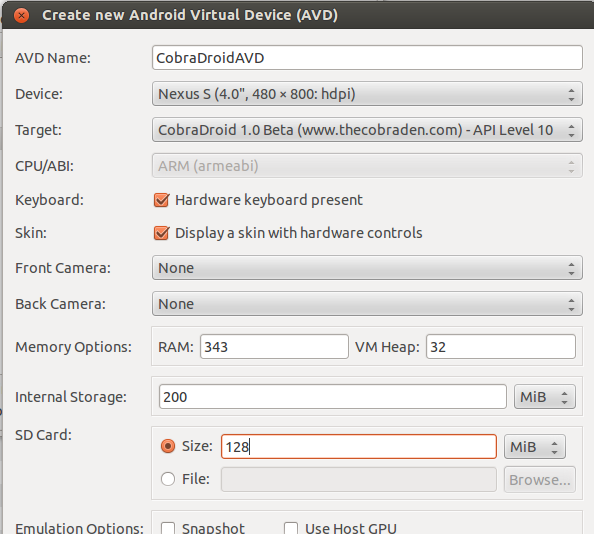 Create new Android Virtual Device (AVD)
AVD Name: CobraDroidAVD
Device: Nexus S (4.0", 480 × 800: hdpi)
Target: CobraDroid 1.0 Beta (www.thecobraden.com) - API Level 10
CPU/ABI: ARM (armeabi)
Keyboard: Hardware keyboard present
Skin: Display a skin with hardware controls
Front Camera: None
Back Camera: None
Memory Options: RAM: 343 VM Heap: 32
Internal Storage: 200 MiB
SD Card:
Size: 128 MiB
File: Browse...
Emulation Options: Snapshot Use Host GPU